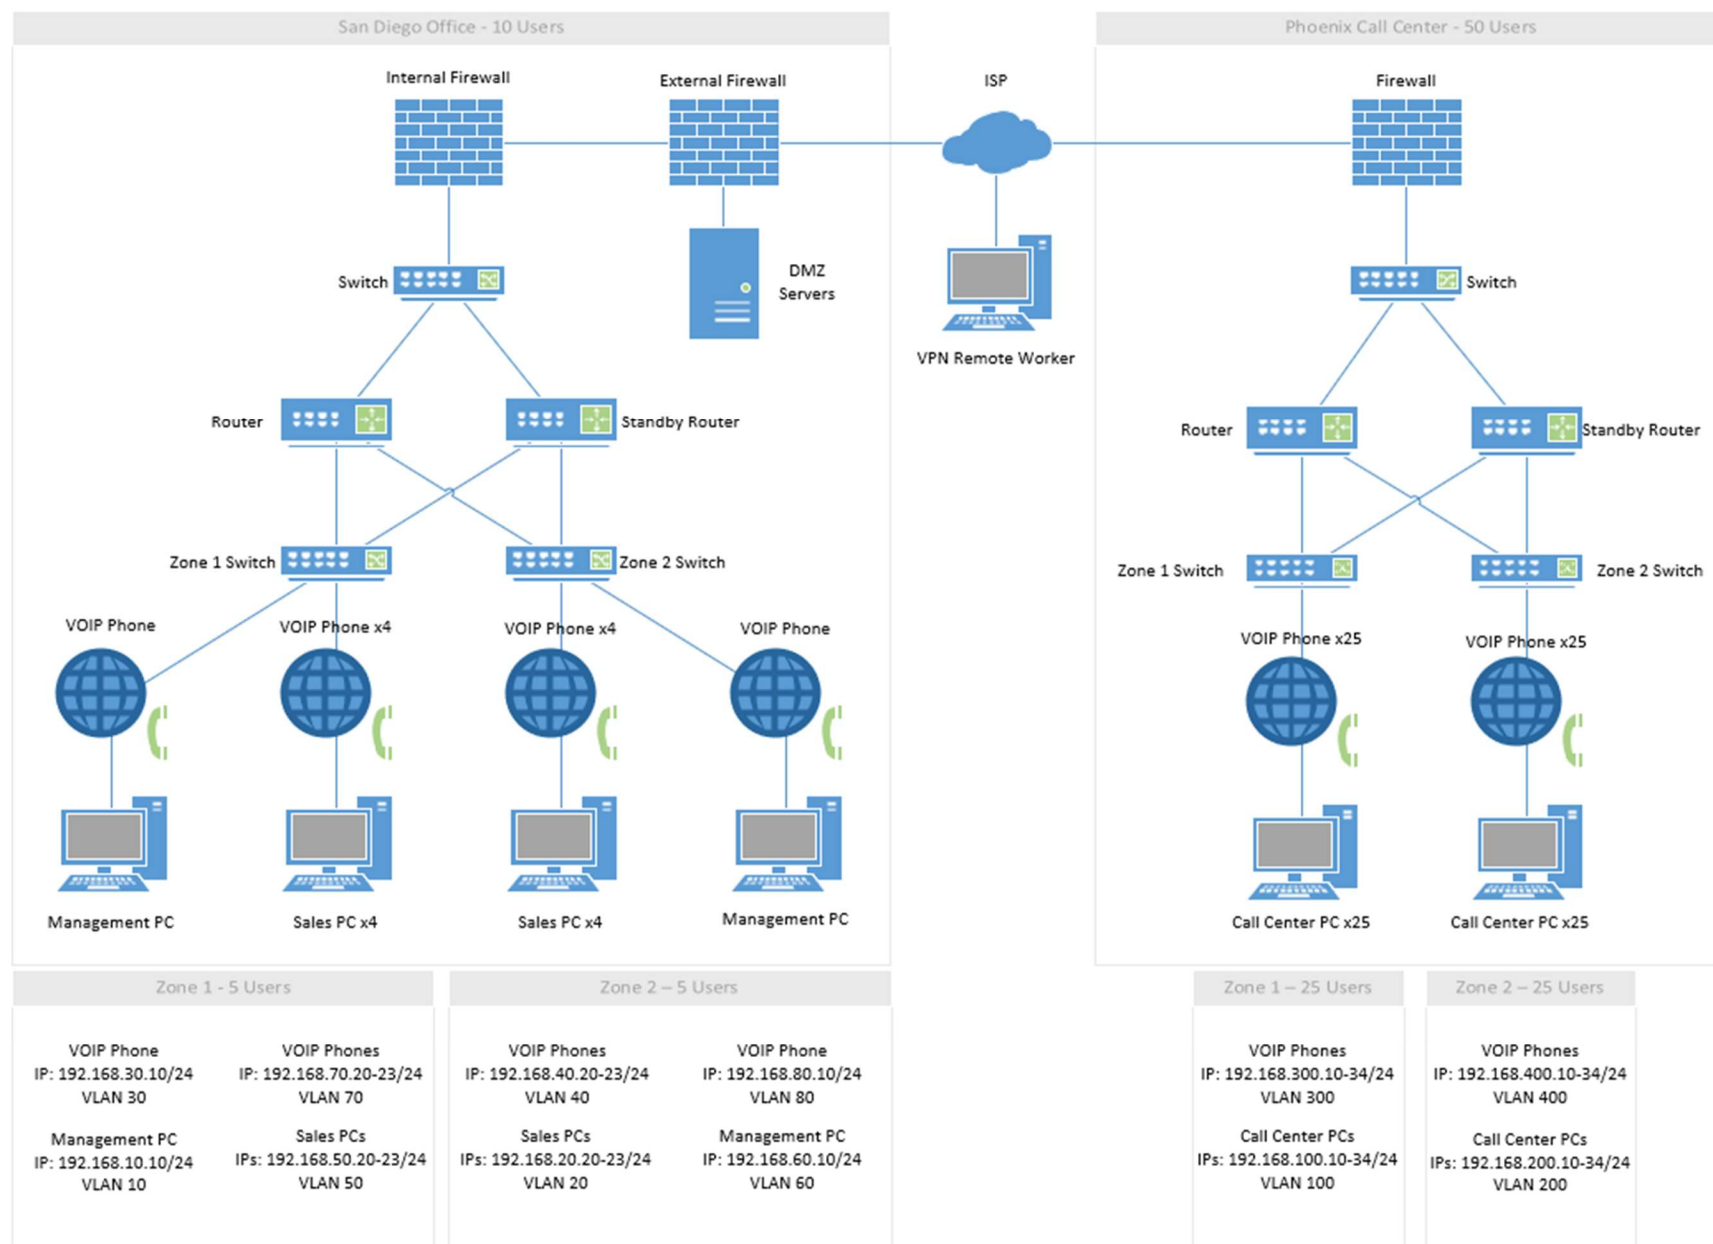 San Diego Office - 10 Users
Phoenix Call Center - 50 Users
Internal Firewall
External Firewall
ISP
Firewall
Switch
DMZ
Servers
Switch
VPN Remote Worker
Router
Standby Router
Router
Standby Router
Zone 1 Switch
Zone 2 Switch
Zone 1 Switch
Zone 2 Switch
VOIP Phone
VOIP Phone x4
VOIP Phone x4
VOIP Phone
VOIP Phone x25
VOIP Phone x25
Management PC
Sales PC x4
Sales PC x4
Management PC
Call Center PC x25
Call Center PC x25
Zone 1 - 5 Users
VOIP Phone
IP: 192.168.30.10/24
VLAN 30
Management PC
IP: 192.168.10.10/24
VLAN 10
VOIP Phones
IP: 192.168.70.20-23/24
VLAN 70
Sales PCs
IPs: 192.168.50.20-23/24
VLAN 50
Zone 2 – 5 Users
VOIP Phones
IP: 192.168.40.20-23/24
VLAN 40
Sales PCs
IPs: 192.168.20.20-23/24
VLAN 20
VOIP Phone
IP: 192.168.80.10/24
VLAN 80
Management PC
IP: 192.168.60.10/24
VLAN 60
Zone 1 – 25 Users
VOIP Phones
IP: 192.168.300.10-34/24
VLAN 300
Call Center PCs
IPs: 192.168.100.10-34/24
VLAN 100
Zone 2 – 25 Users
VOIP Phones
IP: 192.168.400.10-34/24
VLAN 400
Call Center PCs
IPs: 192.168.200.10-34/24
VLAN 200